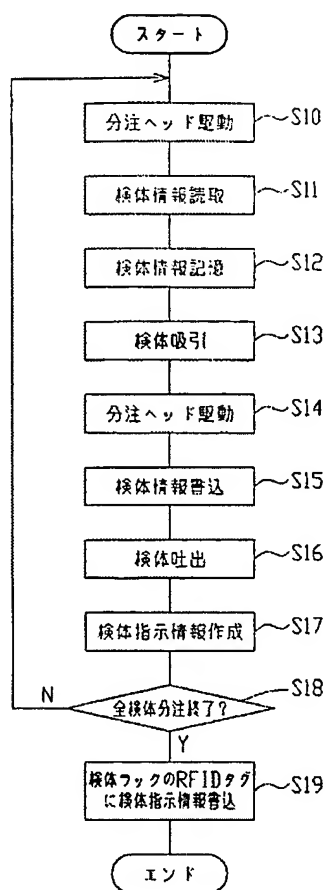 スタート
分注ヘッド駆動
S10
検体情報読取
S11
検体情報記憶
S12
検体吸引
S13
分注ヘッド駆動
S14
検体情報書込
S15
検体吐出
S16
検体指示情報作成
S17
全検体分注終了?
S18
N
Y
検体ラックのRFIDタグ
に検体指示情報書込
S19
エンド